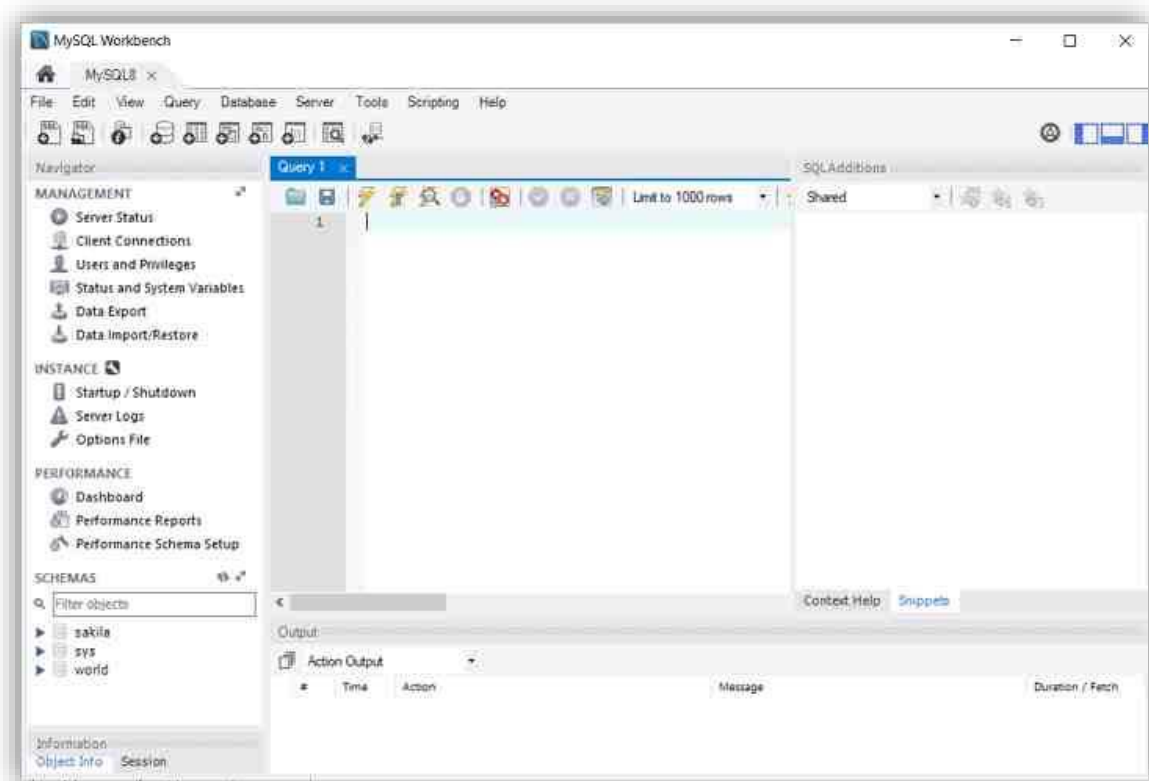 MySQL Workbench
MySQL8
File Edit View Query Database Server Tools Scripting Help
Navigator
MANAGEMENT
Server Status
Client Connections
Users and Privileges
Status and System Variables
Data Export
Data Import/Restore
INSTANCE
Startup / Shutdown
Server Logs
Options File
PERFORMANCE
Dashboard
Performance Reports
Performance Schema Setup
SCHEMAS
Filter objects
sakila
sys
world
Information
Object Info Session
Query 1
Limit to 1000 rows
1
SQLAdditions
Shared
Context Help Snippets
Output
Action Output
# Time Action Message Duration / Fetch